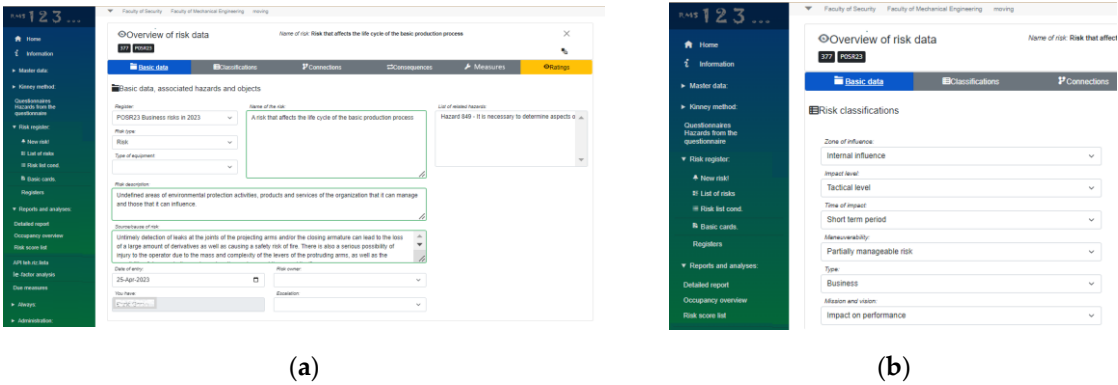 123...
Faculty of Security Faculty of Mechanical Engineering moving
Home
Information
Master data:
Kinney method:
Questionnaires
Hazards from the
questionnaire
Risk register:
New risk!
List of risks
Risk list cond.
Basic cards.
Registers
Reports and analyses:
Detailed report
Occupancy overview
Risk score list
API teh.ric.lista
Due measures
Always:
Administration:
Overview of risk data
Name of risk: Risk that affects the life cycle of the basic production process
377 POSR23
Basic data
Classifications
Connections
Consequences
Measures
Ratings
Basic data, associated hazards and objects
Register:
POSR23 Business risks in 2023
Risk type:
Risk
Type of equipment:
Name of the risk:
A risk that affects the life cycle of the basic production process
List of related hazards:
Hazard 849 - It is necessary to determine aspects o
Risk description:
Undefined areas of environmental protection activities, products and services of the organization that it can manage
and those that it can influence.
Source/cause of risk:
Untimely detection of leaks at the joints of the projecting arms and/or the closing armature can lead to the loss
of a large amount of derivatives as well as causing a safety risk of fire. There is also a serious possibility of
injury to the operator due to the mass and complexity of the levers of the protruding arms, as well as the
Date of entry:
25-Apr-2023
Risk owner:
You have:
Escalation:
(a)
123...
Faculty of Security Faculty of Mechanical Engineering moving
Home
Information
Master data:
Kinney method:
Questionnaires
Hazards from the
questionnaire
Risk register:
New risk!
List of risks
Risk list cond.
Basic cards.
Registers
Reports and analyses:
Detailed report
Occupancy overview
Risk score list
Overview of risk data
Name of risk: Risk that affect
377 POSR23
Basic data
Classifications
Connections
Risk classifications
Zone of influence:
Internal influence
Impact level:
Tactical level
Time of impact:
Short term period
Maneuverability:
Partially manageable risk
Type:
Business
Mission and vision:
Impact on performance
(b)